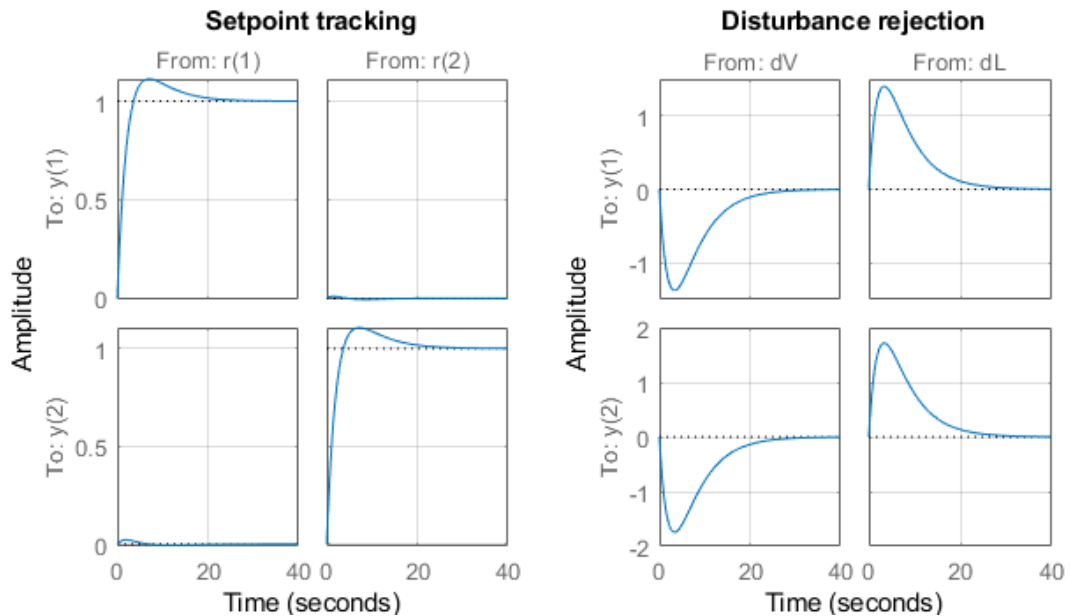 Setpoint tracking
From: r(1)
From: r(2)
To: y(1)
1
0.5
0
To: y(2)
1
0.5
0
0
20
40
0
20
40
Amplitude
Time (seconds)
Disturbance rejection
From: dV
From: dL
To: y(1)
1
0
-1
To: y(2)
2
1
0
-1
-2
0
20
40
0
20
40
Amplitude
Time (seconds)